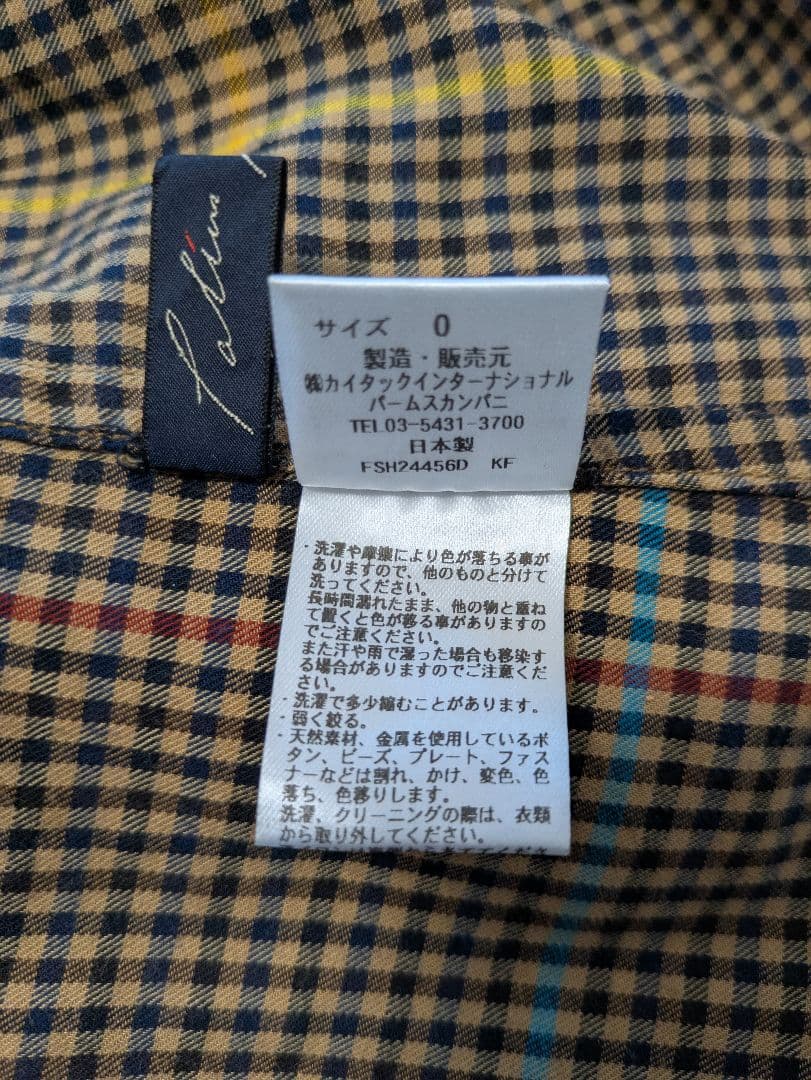 サイズ 0
製造・販売元
㈱カイタックインターナショナル
パームスカンパニ
TEL03-5431-3700
日本製
FSH24456D KF
・洗濯や摩擦により色が落ちる事が
ありますので、他のものと分けて
洗ってください。
長時間濡れたまま、他の物と重ね
て置くと色が移る事がありますの
でご注意ください。
また汗や雨で湿った場合も移染す
る場合がありますのでご注意くだ
さい。
・洗濯で多少縮むことがあります。
・弱く絞る。
・天然素材、金属を使用しているボ
タン、ビーズ、プレート、ファス
ナーなどは割れ、かけ、変色、色
落ち、色移りします。
洗濯、クリーニングの際は、衣類
から取り外してください。